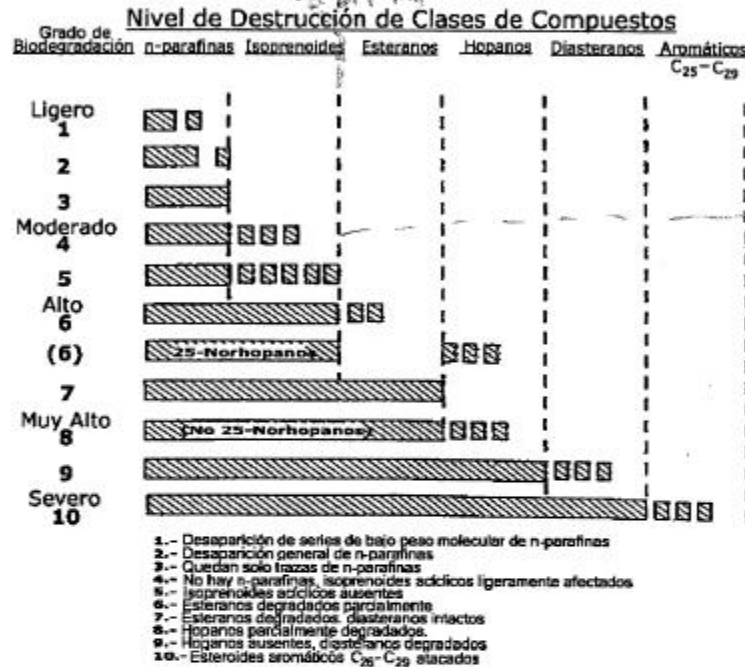 Nivel de Destrucción de Clases de Compuestos
Grado de Biodegradación n-parafinas Isoprenoides Esteranos Hopanos Diasteranos Aromáticos C25-C29
Ligero
1
2
3
Moderado
4
5
Alto
6
(6) 25-Norhopanos
7
Muy Alto
8 (No 25-Norhopanos)
9
Severo
10
1.- Desaparición de series de bajo peso molecular de n-parafinas
2.- Desaparición general de n-parafinas
3.- Quedan solo trazas de n-parafinas
4.- No hay n-parafinas, isoprenoides acíclicos ligeramente afectados
5.- Isoprenoides acíclicos ausentes
6.- Esteranos degradados parcialmente
7.- Esteranos degradados, diasteranos intactos
8.- Hopanos parcialmente degradados.
9.- Hopanos ausentes, diasteranos degradados
10.- Esteroides aromáticos C26-C29 atacados